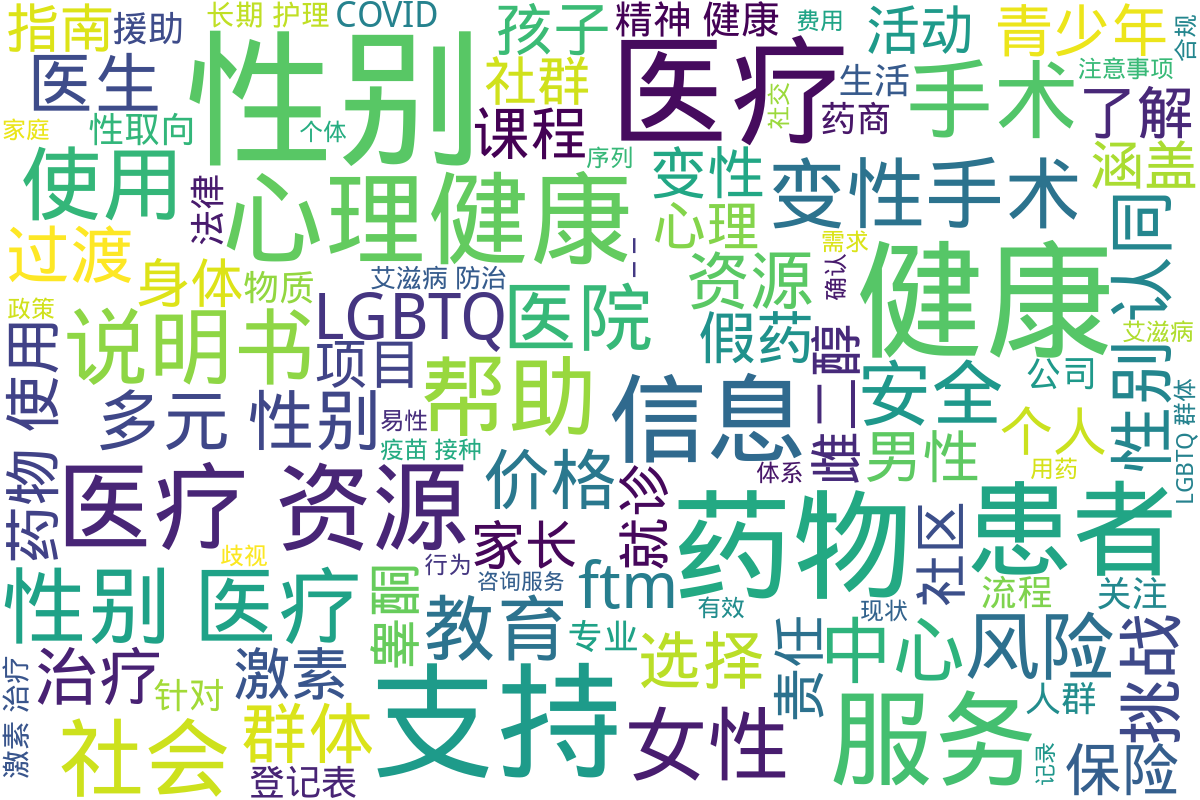 指南
援助
长期 护理
COVID
孩子
精神 健康
费用
活动
青少年
合规
医生
性别
社群
医疗
生活
手术
注意事项
家庭
性取向
个体
课程
社交
药商
了解
使用
法律
心理健康
序列
变性
变性手术
涵盖
过渡
身体
物质
艾滋病 防治
--
心理
资源
需求
确认
健康
性别认同
政策
说明书
LGBTQ
医院
假药
雌二醇
艾滋病
药物 使用
项目
帮助
信息
安全
公司
多元 性别
易性
疫苗 接种
男性
个人
LGBTQ 群体
医疗 资源
价格
就诊
体系
用药
药物
患者
歧视
家长
社区
行为
咨询服务
ftm
性别 医疗
睾酮
教育
有效
现状
流程
关注
专业
治疗
激素
选择
责任
中心
风险
挑战
激素 治疗
针对
支持
人群
社会
群体
女性
服务
保险
登记表
记录